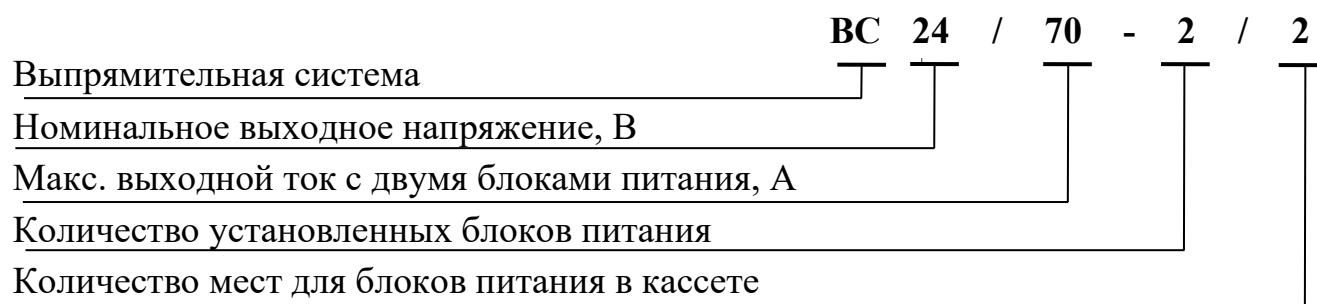 ВС 24 / 70 - 2 / 2
Выпрямительная система
Номинальное выходное напряжение, В
Макс. выходной ток с двумя блоками питания, А
Количество установленных блоков питания
Количество мест для блоков питания в кассете